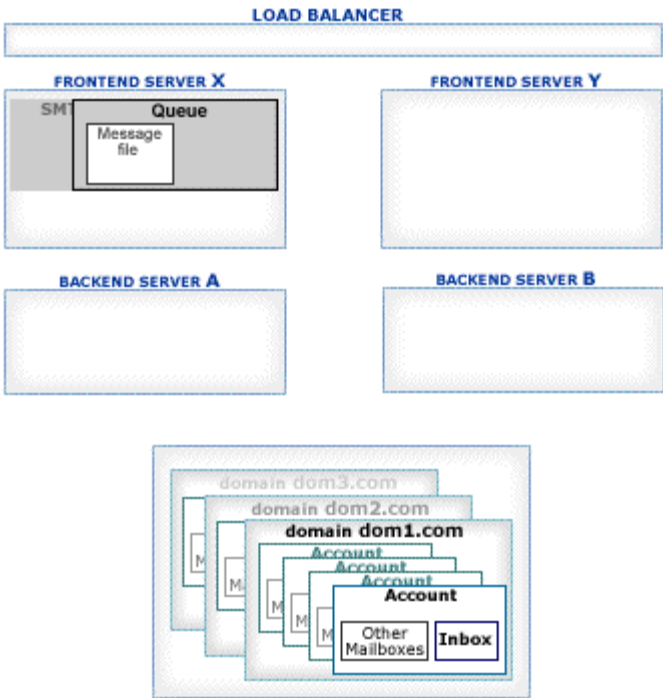 LOAD BALANCER
FRONTEND SERVER X
FRONTEND SERVER Y
SMT
Queue
Message
file
BACKEND SERVER A
BACKEND SERVER B
domain dom3.com
domain dom2.com
domain dom1.com
Account
Account
Account
Account
M
M
M
M
M
Other
Mailboxes
Inbox